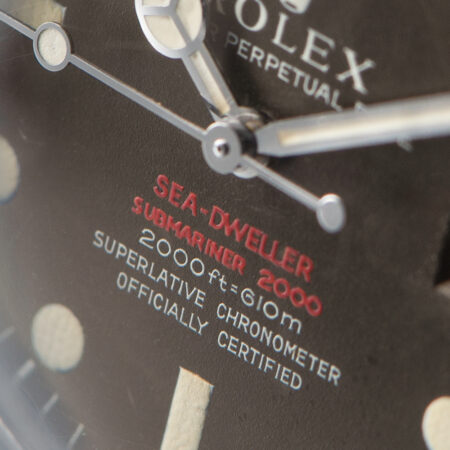 ROLEX
PERPETUAL
SEA-DWELLER
SUBMARINER 2000
2000ft=610m
SUPERLATIVE CHRONOMETER
OFFICIALLY CERTIFIED